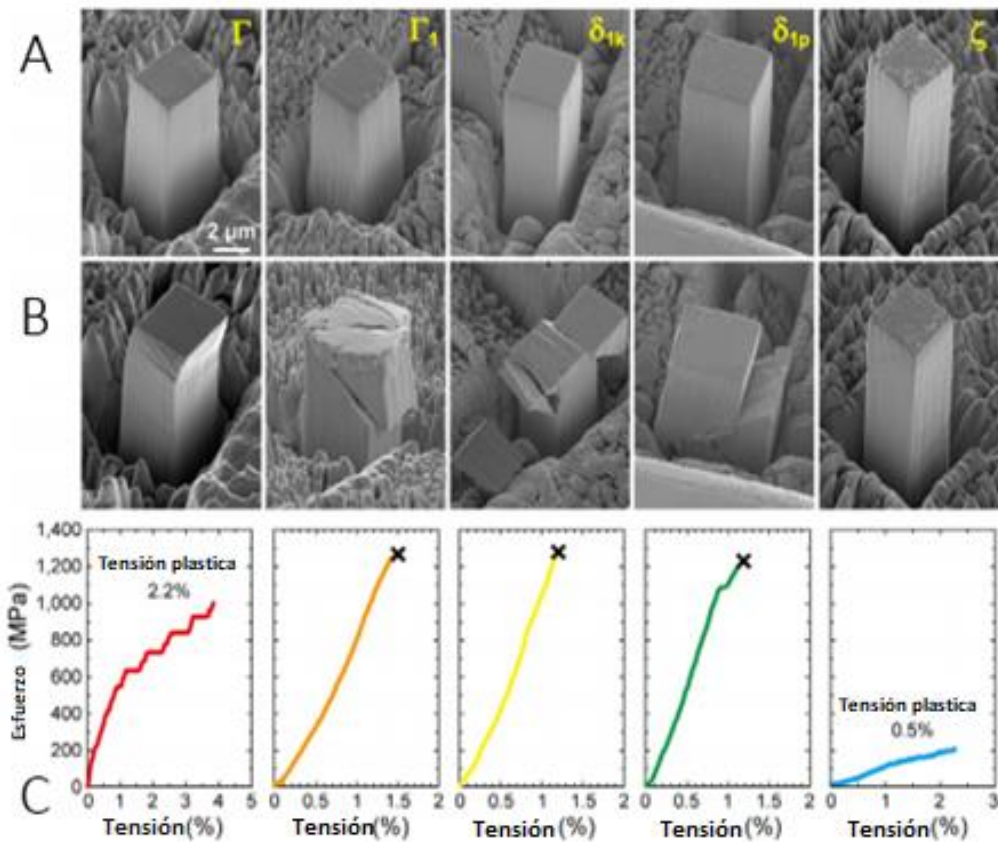 A
Γ
Γ1
δ1k
δ1p
ζ
2 µm
B
1,400
1,200
1,000
800
600
400
200
0
Esfuerzo (MPa)
Tensión plastica
2.2%
Tensión plastica
0.5%
C
0 1 2 3 4 5
0 0.5 1 1.5 2
0 0.5 1 1.5 2
0 0.5 1 1.5 2
0 1 2 3
Tensión(%)
Tensión(%)
Tensión(%)
Tensión(%)
Tensión(%)